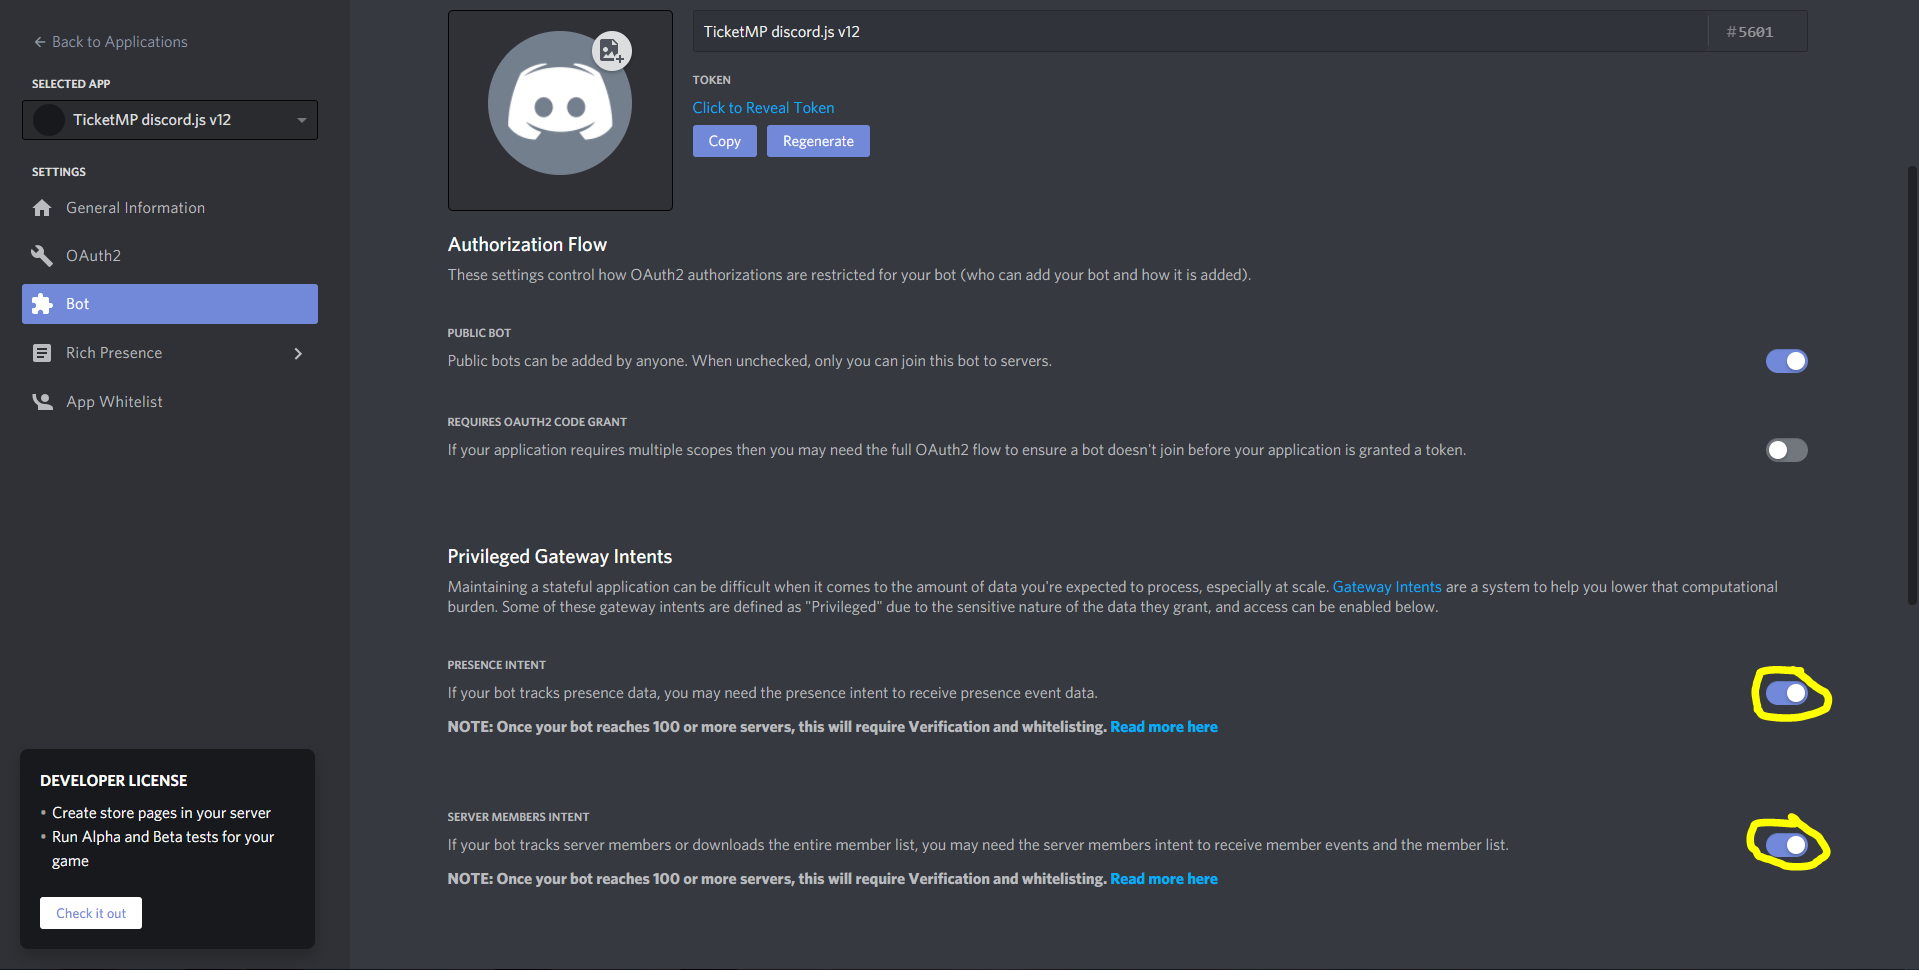 Back to Applications
SELECTED APP
TicketMP discord.js v12
SETTINGS
General Information
OAuth2
Bot
Rich Presence
App Whitelist
DEVELOPER LICENSE
• Create store pages in your server
• Run Alpha and Beta tests for your
game
Check it out
TicketMP discord.js v12
#5601
TOKEN
Click to Reveal Token
Copy
Regenerate
Authorization Flow
These settings control how OAuth2 authorizations are restricted for your bot (who can add your bot and how it is added).
PUBLIC BOT
Public bots can be added by anyone. When unchecked, only you can join this bot to servers.
REQUIRES OAUTH2 CODE GRANT
If your application requires multiple scopes then you may need the full OAuth2 flow to ensure a bot doesn't join before your application is granted a token.
Privileged Gateway Intents
Maintaining a stateful application can be difficult when it comes to the amount of data you're expected to process, especially at scale. Gateway Intents are a system to help you lower that computational
burden. Some of these gateway intents are defined as "Privileged" due to the sensitive nature of the data they grant, and access can be enabled below.
PRESENCE INTENT
If your bot tracks presence data, you may need the presence intent to receive presence event data.
NOTE: Once your bot reaches 100 or more servers, this will require Verification and whitelisting. Read more here
SERVER MEMBERS INTENT
If your bot tracks server members or downloads the entire member list, you may need the server members intent to receive member events and the member list.
NOTE: Once your bot reaches 100 or more servers, this will require Verification and whitelisting. Read more here